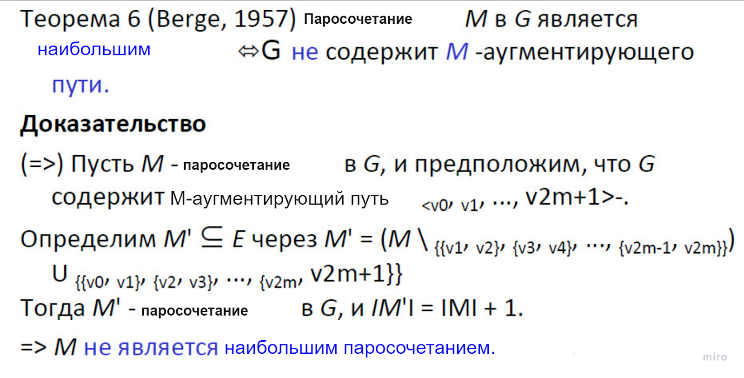 Теорема 6 (Berge, 1957) Паросочетание M в G является
наибольшим ⇔G не содержит M -аугментирующего
пути.
Доказательство
(=>) Пусть M - паросочетание в G, и предположим, что G
содержит М-аугментирующий путь <v0, v1, ..., v2m+1>-.
Определим M' ⊆ E через M' = (M \ {{v1, v2}, {v3, v4}, ..., {v2m-1, v2m}})
U {{v0, v1}, {v2, v3}, ..., {v2m, v2m+1}}
Тогда M' - паросочетание в G, и IM'I = IMI + 1.
=> M не является наибольшим паросочетанием.
miro